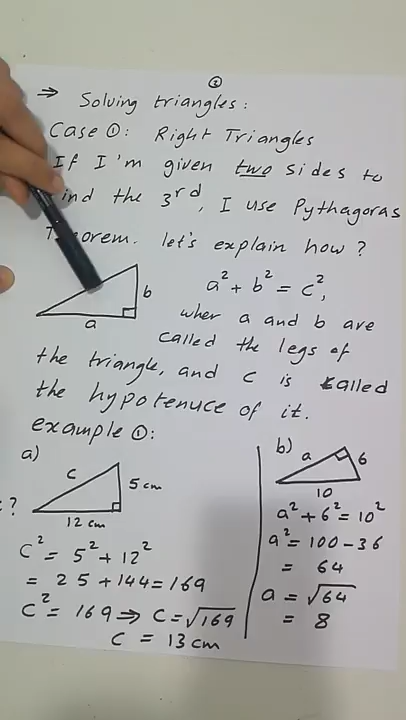 ②
⇒ Solving triangles:
Case ①: Right Triangles
If I'm given two sides to
find the 3rd, I use Pythagoras
Theorem. let's explain how?
a² + b² = c²,
b
a
wher a and b are
called the legs of
the triangle, and c is called
the hypotenuce of it.
example ①:
a)
c
5 cm
?
12 cm
c² = 5² + 12²
= 25 + 144 = 169
c² = 169 ⇒ c = √169
c = 13 cm
b)
a
6
10
a² + 6² = 10²
a² = 100 - 36
= 64
a = √64
= 8